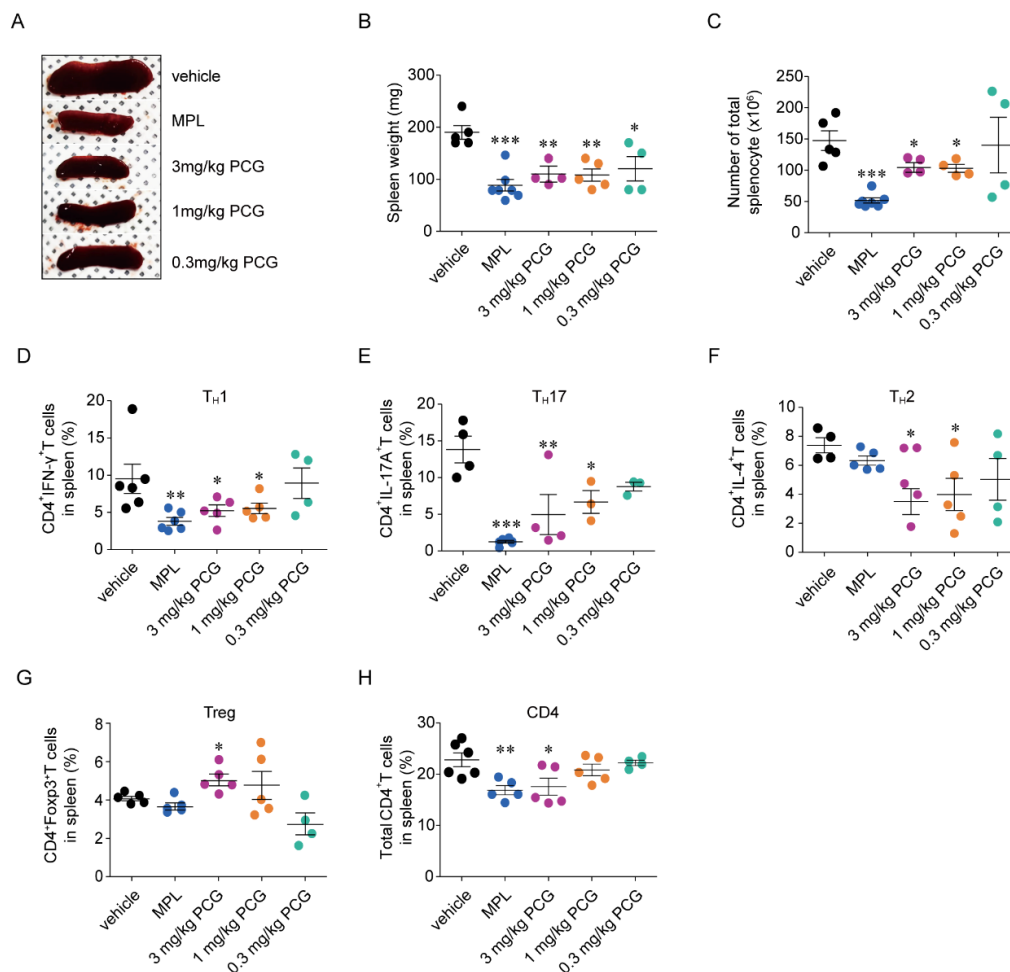 A
vehicle
MPL
3mg/kg PCG
1mg/kg PCG
0.3mg/kg PCG
B
Spleen weight (mg)
300
200
100
0
***
**
**
*
vehicle
MPL
3 mg/kg PCG
1 mg/kg PCG
0.3 mg/kg PCG
C
Number of total
splenocyte (x10⁶)
250
200
150
100
50
0
***
*
*
vehicle
MPL
3 mg/kg PCG
1 mg/kg PCG
0.3 mg/kg PCG
D
TH1
CD4⁺IFN-γ⁺T cells
in spleen (%)
20
15
10
5
0
**
*
*
vehicle
MPL
3 mg/kg PCG
1 mg/kg PCG
0.3 mg/kg PCG
E
TH17
CD4⁺IL-17A⁺T cells
in spleen (%)
20
15
10
5
0
***
**
*
vehicle
MPL
3 mg/kg PCG
1 mg/kg PCG
0.3 mg/kg PCG
F
TH2
CD4⁺IL-4⁺T cells
in spleen (%)
10
8
6
4
2
0
*
*
vehicle
MPL
3 mg/kg PCG
1 mg/kg PCG
0.3 mg/kg PCG
G
Treg
CD4⁺Foxp3⁺T cells
in spleen (%)
8
6
4
2
0
*
vehicle
MPL
3 mg/kg PCG
1 mg/kg PCG
0.3 mg/kg PCG
H
CD4
Total CD4⁺T cells
in spleen (%)
30
20
10
0
**
*
vehicle
MPL
3 mg/kg PCG
1 mg/kg PCG
0.3 mg/kg PCG